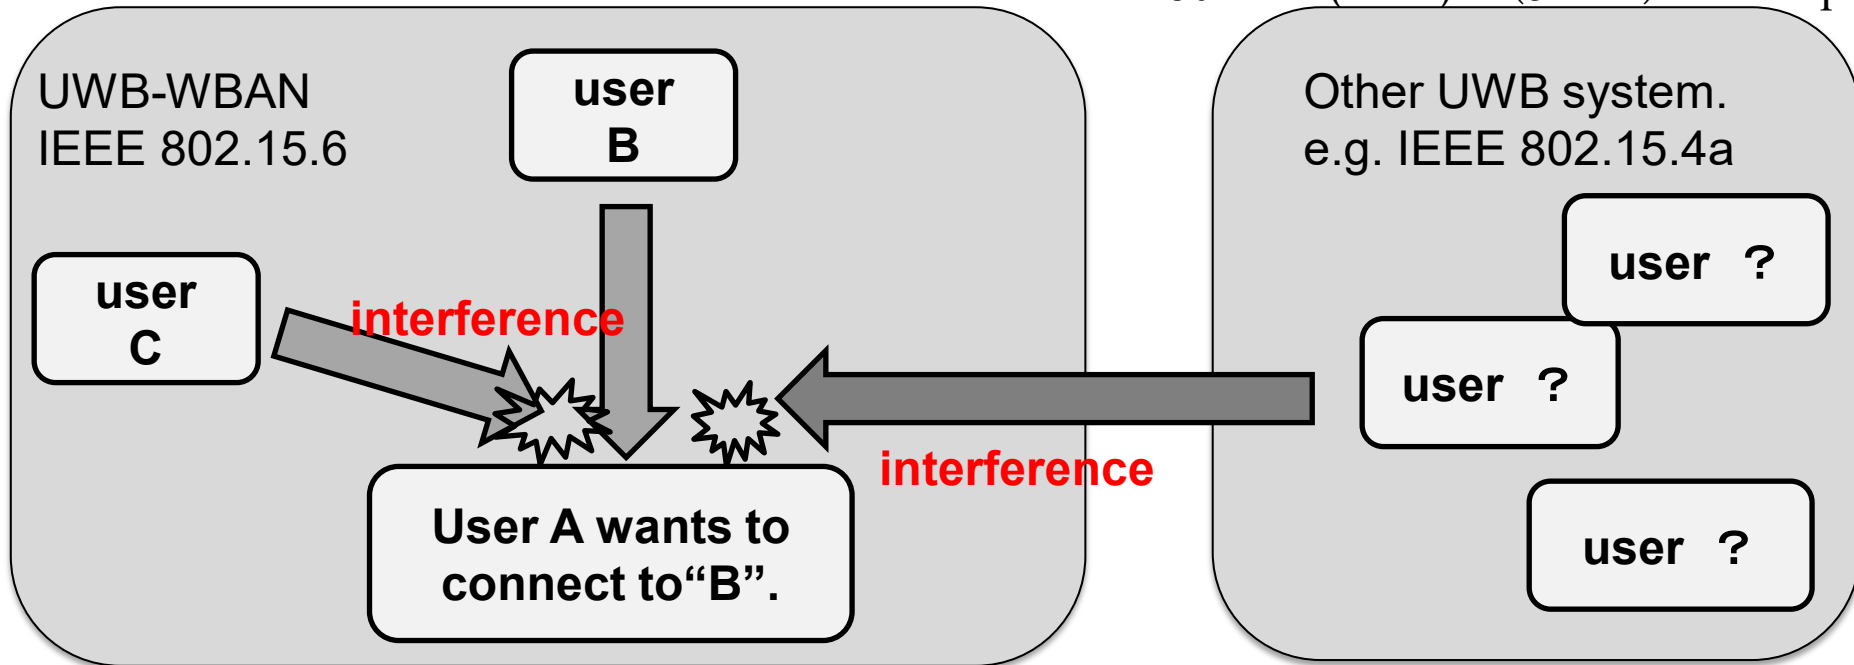 UWB-WBAN
IEEE 802.15.6
user
B
user
C
interference
User A wants to
connect to“B”.
interference
Other UWB system.
e.g. IEEE 802.15.4a
user ？
user ？
user ？